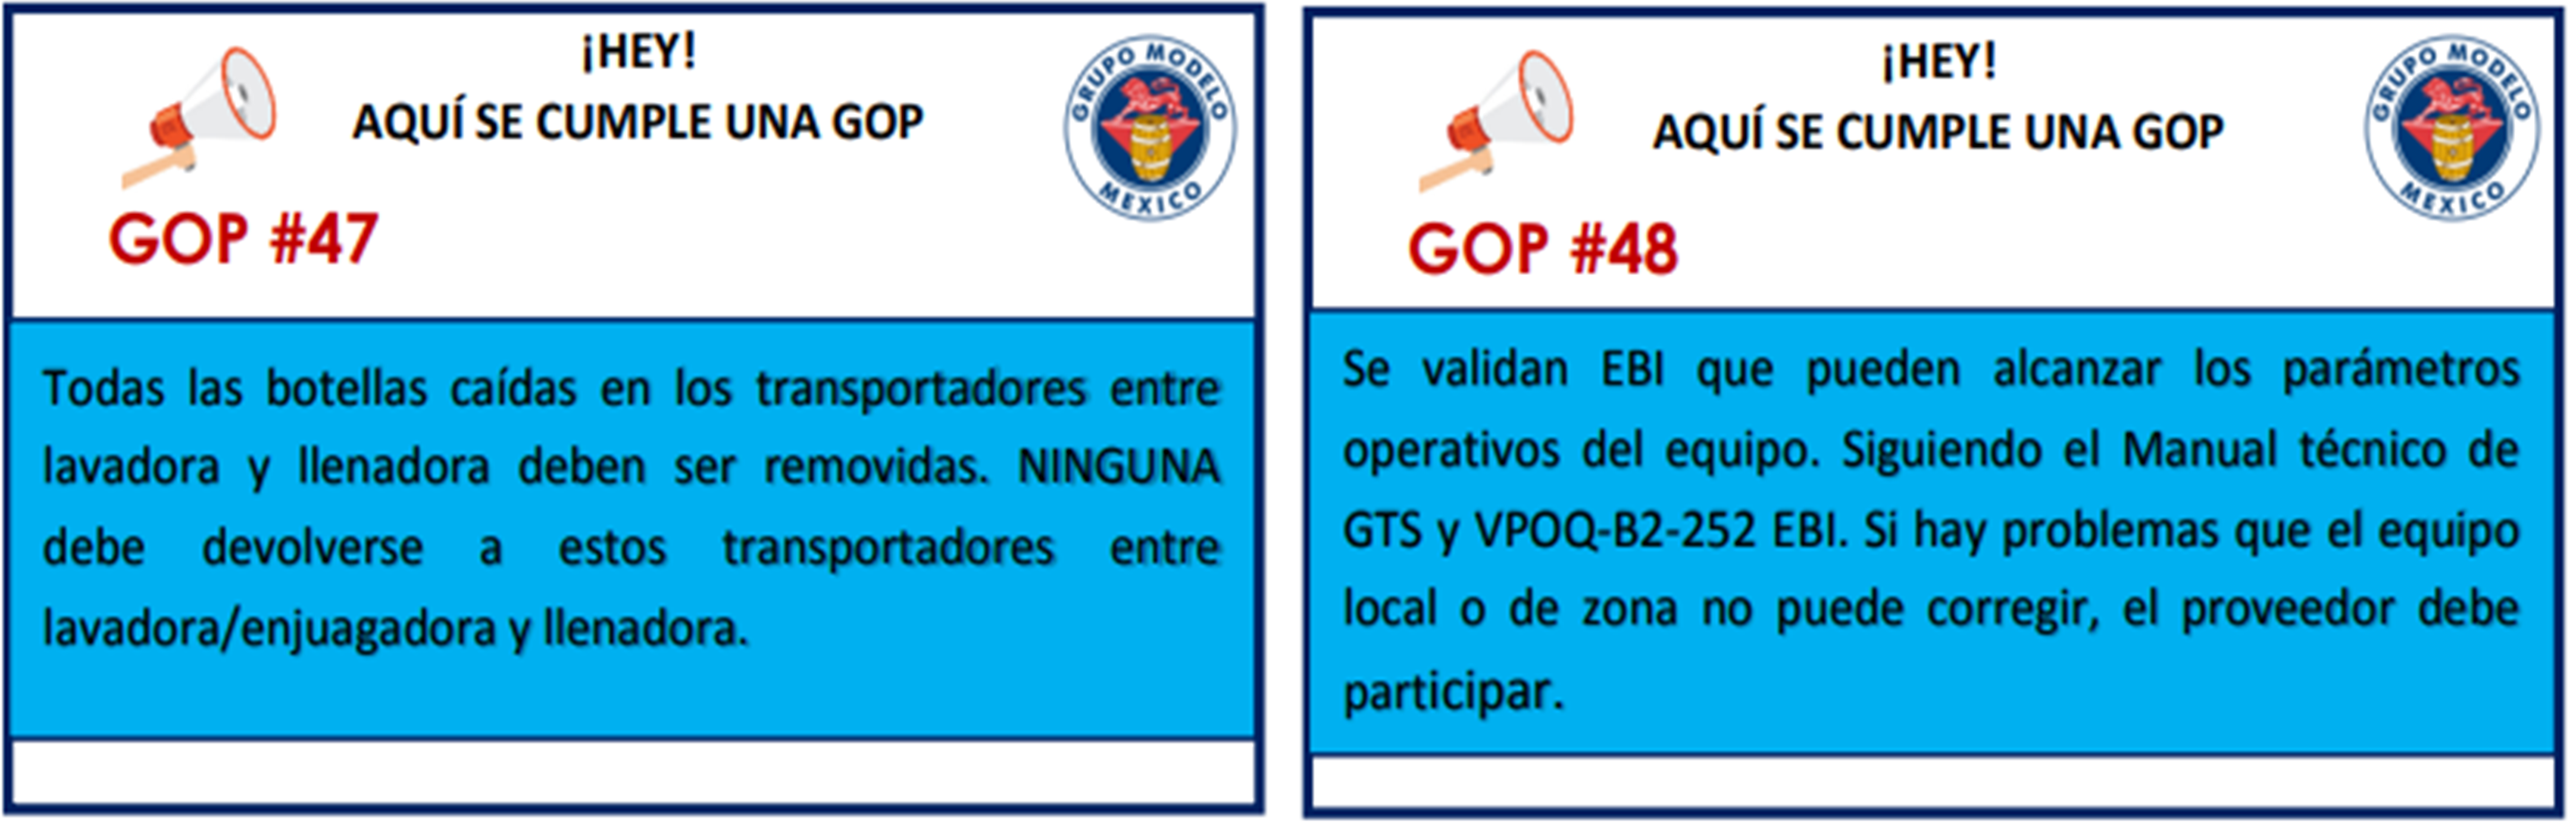 ¡HEY!
AQUÍ SE CUMPLE UNA GOP
GRUPO MODELO
MEXICO
GOP #47
Todas las botellas caídas en los transportadores entre
lavadora y llenadora deben ser removidas. NINGUNA
debe devolverse a estos transportadores entre
lavadora/enjuagadora y llenadora.
¡HEY!
AQUÍ SE CUMPLE UNA GOP
GRUPO MODELO
MEXICO
GOP #48
Se validan EBI que pueden alcanzar los parámetros
operativos del equipo. Siguiendo el Manual técnico de
GTS y VPOQ-B2-252 EBI. Si hay problemas que el equipo
local o de zona no puede corregir, el proveedor debe
participar.